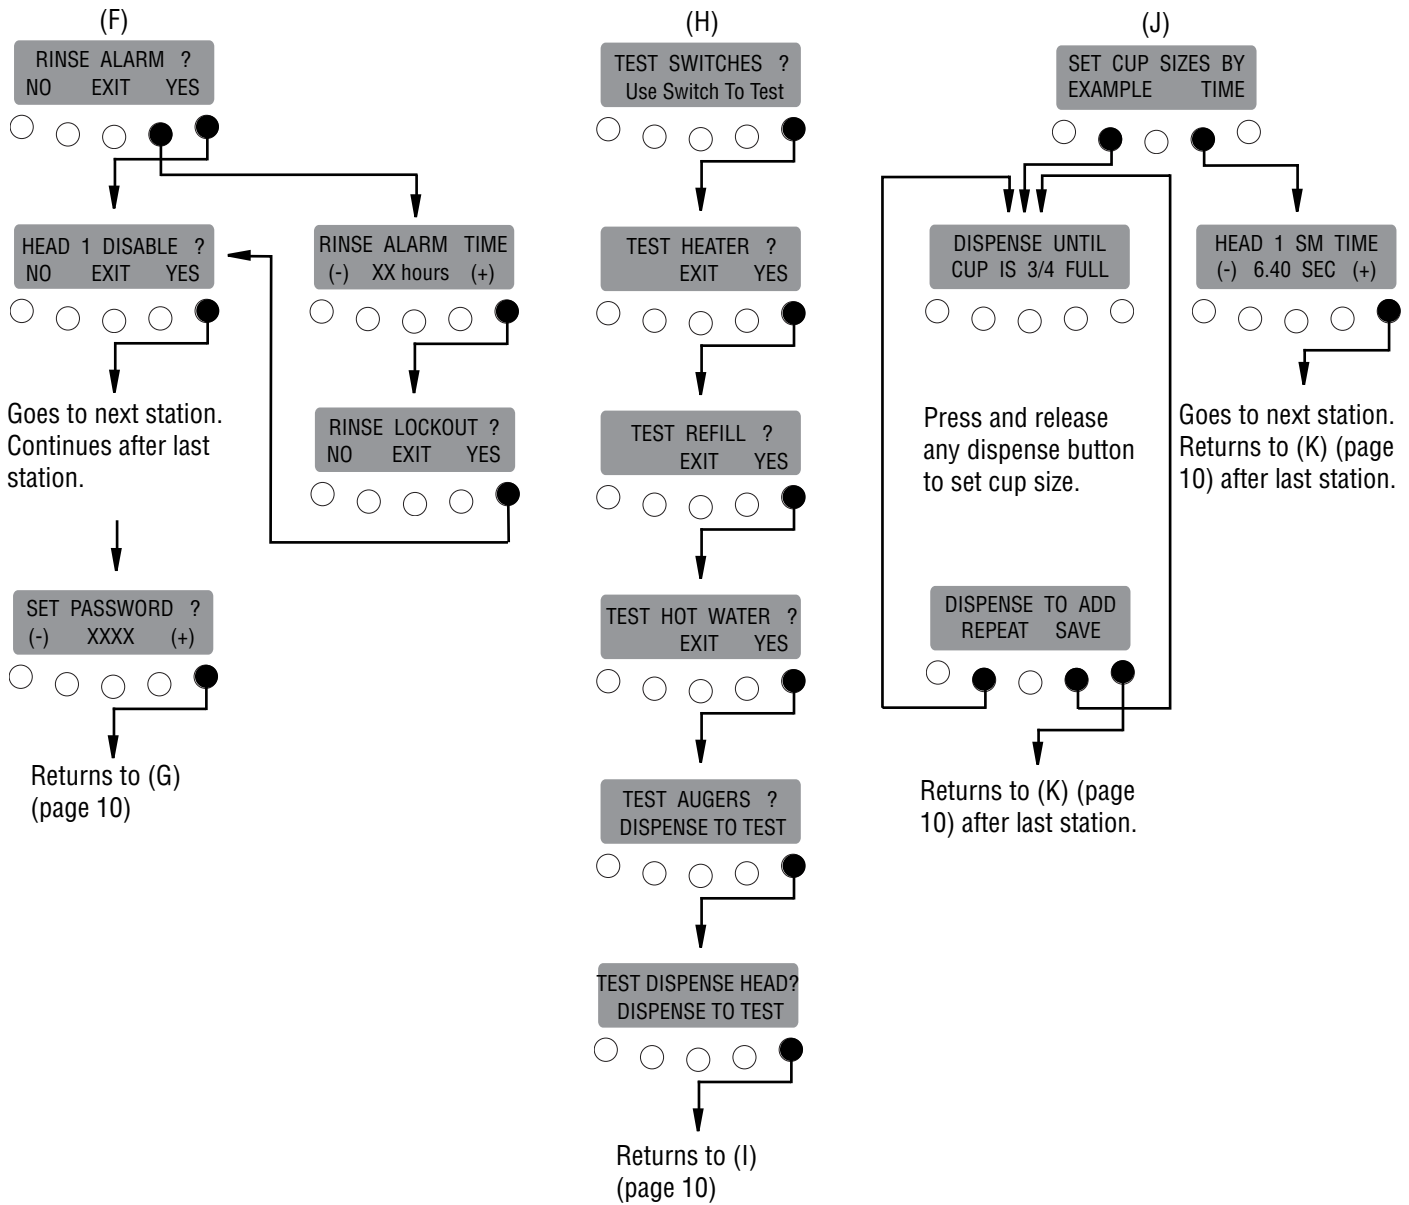 (F)
RINSE ALARM ?
NO EXIT YES
HEAD 1 DISABLE ?
NO EXIT YES
RINSE ALARM TIME
(-) XX hours (+)
Goes to next station.
Continues after last
station.
RINSE LOCKOUT ?
NO EXIT YES
SET PASSWORD ?
(-) XXXX (+)
Returns to (G)
(page 10)
(H)
TEST SWITCHES ?
Use Switch To Test
TEST HEATER ?
EXIT YES
TEST REFILL ?
EXIT YES
TEST HOT WATER ?
EXIT YES
TEST AUGERS ?
DISPENSE TO TEST
TEST DISPENSE HEAD?
DISPENSE TO TEST
Returns to (I)
(page 10)
(J)
SET CUP SIZES BY
EXAMPLE TIME
DISPENSE UNTIL
CUP IS 3/4 FULL
HEAD 1 SM TIME
(-) 6.40 SEC (+)
Press and release
any dispense button
to set cup size.
Goes to next station.
Returns to (K) (page
10) after last station.
DISPENSE TO ADD
REPEAT SAVE
Returns to (K) (page
10) after last station.